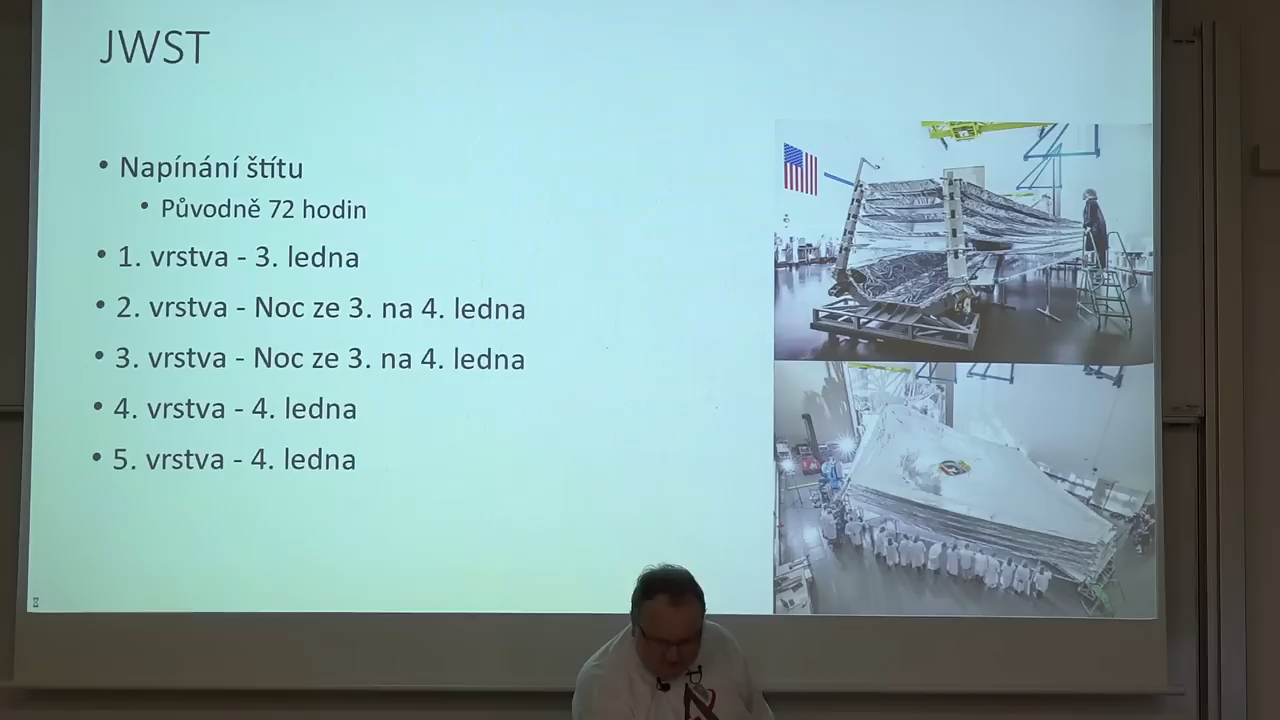 JWST
• Napínání štítu
• Původně 72 hodin
• 1. vrstva - 3. ledna
• 2. vrstva - Noc ze 3. na 4. ledna
• 3. vrstva - Noc ze 3. na 4. ledna
• 4. vrstva - 4. ledna
• 5. vrstva - 4. ledna